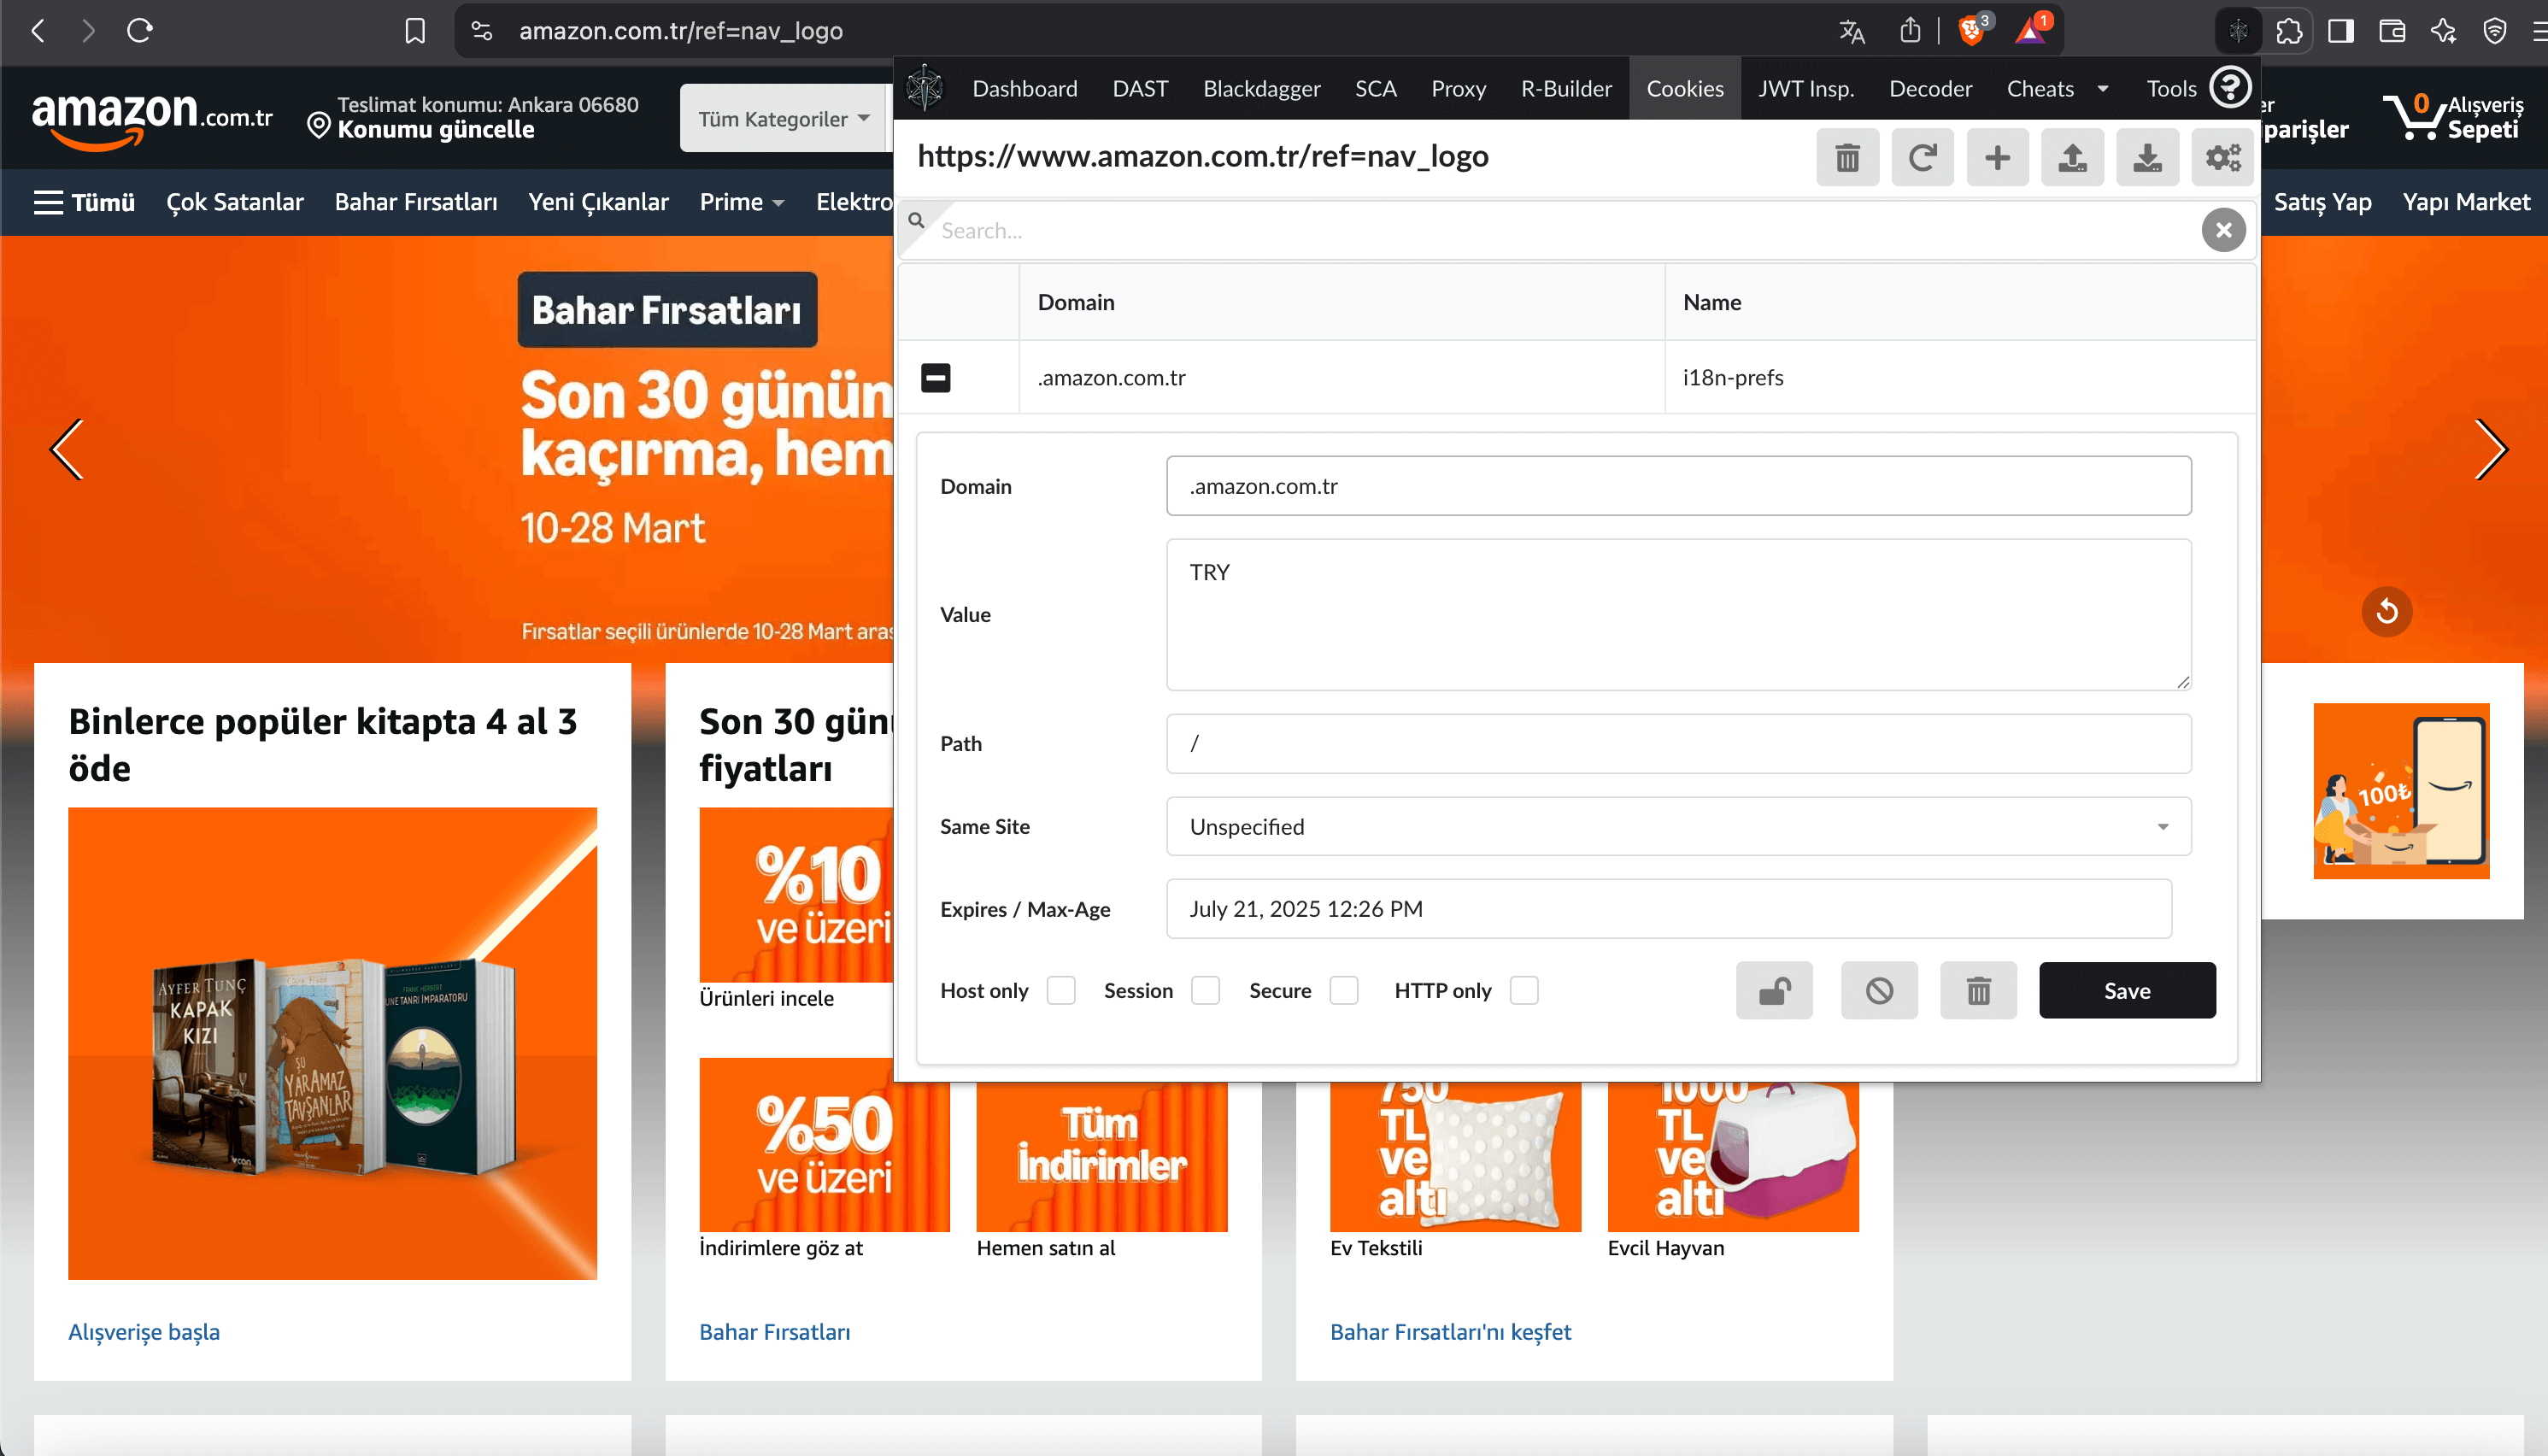 amazon.com.tr/ref=nav_logo
3
1
amazon.com.tr
Teslimat konumu: Ankara 06680
Konumu güncelle
Tüm Kategoriler
parişler
0
Alışveriş
Sepeti
Tümü
Çok Satanlar
Bahar Fırsatları
Yeni Çıkanlar
Prime
Elektro
Satış Yap
Yapı Market
Dashboard
DAST
Blackdagger
SCA
Proxy
R-Builder
Cookies
JWT Insp.
Decoder
Cheats
Tools
https://www.amazon.com.tr/ref=nav_logo
Search...
Domain
Name
.amazon.com.tr
i18n-prefs
Domain
.amazon.com.tr
Value
TRY
Path
/
Same Site
Unspecified
Expires / Max-Age
July 21, 2025 12:26 PM
Host only
Session
Secure
HTTP only
Save
Bahar Fırsatları
Son 30 günün
kaçırma, hem
10-28 Mart
Fırsatlar seçili ürünlerde 10-28 Mart aras
Binlerce popüler kitapta 4 al 3
öde
AYFER TUNÇ
KAPAK
KIZI
can
ŞU
YARAMAZ
TAVŞANLAR
FRANK HERBERT
UNE TANRI İMPARATORU
Alışverişe başla
Son 30 gün
fiyatları
%10
ve üzeri
Ürünleri incele
%50
ve üzeri
İndirimlere göz at
Tüm
İndirimler
Hemen satın al
Bahar Fırsatları
750
TL
ve
altı
Ev Tekstili
1000
TL
ve
altı
Evcil Hayvan
Bahar Fırsatları'nı keşfet
100₺